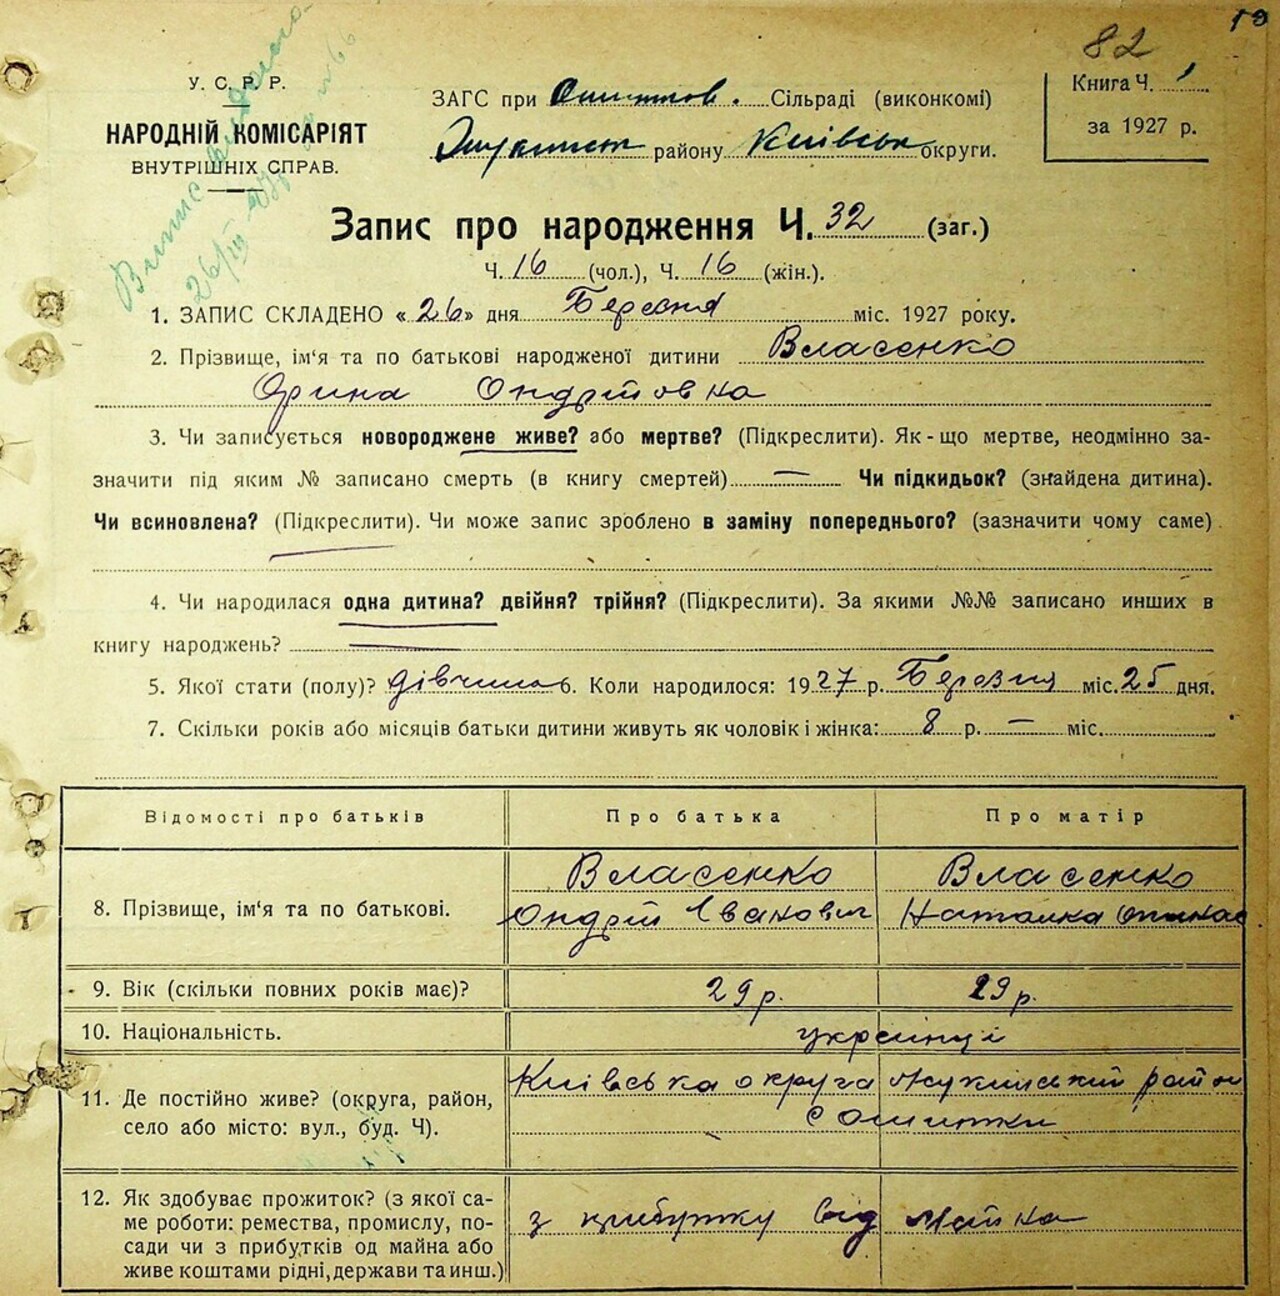 82
У. С. Р. Р.
НАРОДНІЙ КОМІСАРІЯТ
ВНУТРІШНІХ СПРАВ.
ЗАГС при Сільраді (виконкомі)
району Київськ округи.
Книга Ч. 1
за 1927 р.
Витис
26/
Запис про народження Ч. 32 (заг.)
Ч. 16 (чол.), Ч. 16 (жін.).
1. ЗАПИС СКЛАДЕНО «26» дня Березня міс. 1927 року.
2. Прізвище, ім'я та по батькові народженої дитини Власенко
Орина Ондрітовна
3. Чи записується новороджене живе? або мертве? (Підкреслити). Як-що мертве, неодмінно за-
значити під яким № записано смерть (в книгу смертей) — Чи підкидьок? (знайдена дитина).
Чи всиновлена? (Підкреслити). Чи може запис зроблено в заміну попереднього? (зазначити чому саме)
4. Чи народилася одна дитина? двійня? трійня? (Підкреслити). За якими №№ записано инших в
книгу народжень? —
5. Якої стати (полу)? дівчина 6. Коли народилося: 1927 р. Березня міс. 25 дня.
7. Скільки років або місяців батьки дитини живуть як чоловік і жінка: 8 р. — міс.
Відомості про батьків Про батька Про матір
8. Прізвище, ім'я та по батькові. Власенко Ондрій Іванович Власенко Наталка
9. Вік (скільки повних років має)? 29 р. 29 р.
10. Національність. українці
11. Де постійно живе? (округа, район,
село або місто: вул., буд. Ч). Київська округа район
с
12. Як здобуває прожиток? (з якої са-
ме роботи: ремества, промислу, по-
сади чи з прибутків од майна або
живе коштами рідні, держави та инш.) з прибутку від майна